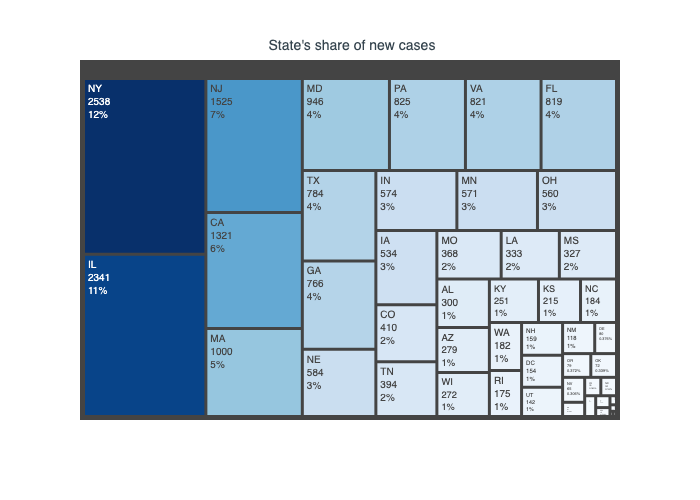 State's share of new cases
NY
2538
12%
IL
2341
11%
NJ
1525
7%
CA
1321
6%
MA
1000
5%
MD
946
4%
PA
825
4%
VA
821
4%
FL
819
4%
TX
784
4%
GA
766
4%
NE
584
3%
IN
574
3%
MN
571
3%
OH
560
3%
IA
534
3%
CO
410
2%
TN
394
2%
MO
368
2%
LA
333
2%
MS
327
2%
AL
300
1%
AZ
279
1%
WI
272
1%
KY
251
1%
KS
215
1%
NC
184
1%
WA
182
1%
RI
175
1%
NH
159
1%
DC
154
1%
UT
142
1%
NM
118
1%